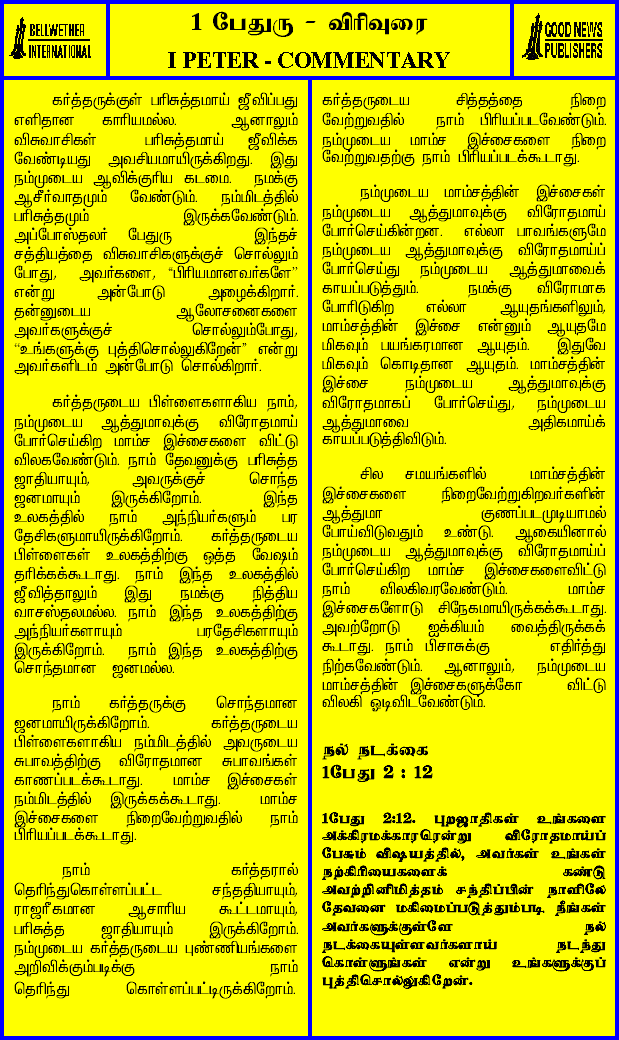 BELLWETHER
INTERNATIONAL
1 பேதுரு - விரிவுரை
I PETER - COMMENTARY
GOOD NEWS
PUBLISHERS
கர்த்தருக்குள் பரிசுத்தமாய் ஜீவிப்பது
எளிதான காரியமல்ல. ஆனாலும்
விசுவாசிகள் பரிசுத்தமாய் ஜீவிக்க
வேண்டியது அவசியமாயிருக்கிறது. இது
நம்முடைய ஆவிக்குரிய கடமை. நமக்கு
ஆசீர்வாதமும் வேண்டும். நம்மிடத்தில்
பரிசுத்தமும் இருக்கவேண்டும்.
அப்போஸ்தலர் பேதுரு இந்தச்
சத்தியத்தை விசுவாசிகளுக்குச் சொல்லும்
போது, அவர்களை, “பிரியமானவர்களே”
என்று அன்போடு அழைக்கிறார்.
தன்னுடைய ஆலோசனைகளை
அவர்களுக்குச் சொல்லும்போது,
“உங்களுக்கு புத்திசொல்லுகிறேன்” என்று
அவர்களிடம் அன்போடு சொல்கிறார்.
கர்த்தருடைய பிள்ளைகளாகிய நாம்,
நம்முடைய ஆத்துமாவுக்கு விரோதமாய்
போர்செய்கிற மாம்ச இச்சைகளை விட்டு
விலகவேண்டும். நாம் தேவனுக்கு பரிசுத்த
ஜாதியாயும், அவருக்குச் சொந்த
ஜனமாயும் இருக்கிறோம். இந்த
உலகத்தில் நாம் அந்நியர்களும் பர
தேசிகளுமாயிருக்கிறோம். கர்த்தருடைய
பிள்ளைகள் உலகத்திற்கு ஒத்த வேஷம்
தரிக்கக்கூடாது. நாம் இந்த உலகத்தில்
ஜீவித்தாலும் இது நமக்கு நித்திய
வாசஸ்தலமல்ல. நாம் இந்த உலகத்திற்கு
அந்நியர்களாயும் பரதேசிகளாயும்
இருக்கிறோம். நாம் இந்த உலகத்திற்கு
சொந்தமான ஜனமல்ல.
நாம் கர்த்தருக்கு சொந்தமான
ஜனமாயிருக்கிறோம். கர்த்தருடைய
பிள்ளைகளாகிய நம்மிடத்தில் அவருடைய
சுபாவத்திற்கு விரோதமான சுபாவங்கள்
காணப்படக்கூடாது. மாம்ச இச்சைகள்
நம்மிடத்தில் இருக்கக்கூடாது. மாம்ச
இச்சைகளை நிறைவேற்றுவதில் நாம்
பிரியப்படக்கூடாது.
நாம் கர்த்தரால்
தெரிந்துகொள்ளப்பட்ட சந்ததியாயும்,
ராஜரீகமான ஆசாரிய கூட்டமாயும்,
பரிசுத்த ஜாதியாயும் இருக்கிறோம்.
நம்முடைய கர்த்தருடைய புண்ணியங்களை
அறிவிக்கும்படிக்கு நாம்
தெரிந்து கொள்ளப்பட்டிருக்கிறோம்.
கர்த்தருடைய சித்தத்தை நிறை
வேற்றுவதில் நாம் பிரியப்படவேண்டும்.
நம்முடைய மாம்ச இச்சைகளை நிறை
வேற்றுவதற்கு நாம் பிரியப்படக்கூடாது.
நம்முடைய மாம்சத்தின் இச்சைகள்
நம்முடைய ஆத்துமாவுக்கு விரோதமாய்
போர்செய்கின்றன. எல்லா பாவங்களுமே
நம்முடைய ஆத்துமாவுக்கு விரோதமாய்ப்
போர்செய்து நம்முடைய ஆத்துமாவைக்
காயப்படுத்தும். நமக்கு விரோமாக
போரிடுகிற எல்லா ஆயுதங்களிலும்,
மாம்சத்தின் இச்சை என்னும் ஆயுதமே
மிகவும் பயங்கரமான ஆயுதம். இதுவே
மிகவும் கொடிதான ஆயுதம். மாம்சத்தின்
இச்சை நம்முடைய ஆத்துமாவுக்கு
விரோதமாகப் போர்செய்து, நம்முடைய
ஆத்துமாவை அதிகமாய்க்
காயப்படுத்திவிடும்.
சில சமயங்களில் மாம்சத்தின்
இச்சைகளை நிறைவேற்றுகிறவர்களின்
ஆத்துமா குணப்படமுடியாமல்
போய்விடுவதும் உண்டு. ஆகையினால்
நம்முடைய ஆத்துமாவுக்கு விரோதமாய்ப்
போர்செய்கிற மாம்ச இச்சைகளைவிட்டு
நாம் விலகிவரவேண்டும். மாம்ச
இச்சைகளோடு சிநேகமாயிருக்கக்கூடாது.
அவற்றோடு ஐக்கியம் வைத்திருக்கக்
கூடாது. நாம் பிசாசுக்கு எதிர்த்து
நிற்கவேண்டும். ஆனாலும், நம்முடைய
மாம்சத்தின் இச்சைகளுக்கோ விட்டு
விலகி ஓடிவிடவேண்டும்.
நல் நடக்கை
1பேது 2 : 12
1பேது 2:12. புறஜாதிகள் உங்களை
அக்கிரமக்காரரென்று விரோதமாய்ப்
பேசும் விஷயத்தில், அவர்கள் உங்கள்
நற்கிரியைகளைக் கண்டு
அவற்றினிமித்தம் சந்திப்பின் நாளிலே
தேவனை மகிமைப்படுத்தும்படி, நீங்கள்
அவர்களுக்குள்ளே நல்
நடக்கையுள்ளவர்களாய் நடந்து
கொள்ளுங்கள் என்று உங்களுக்குப்
புத்திசொல்லுகிறேன்.